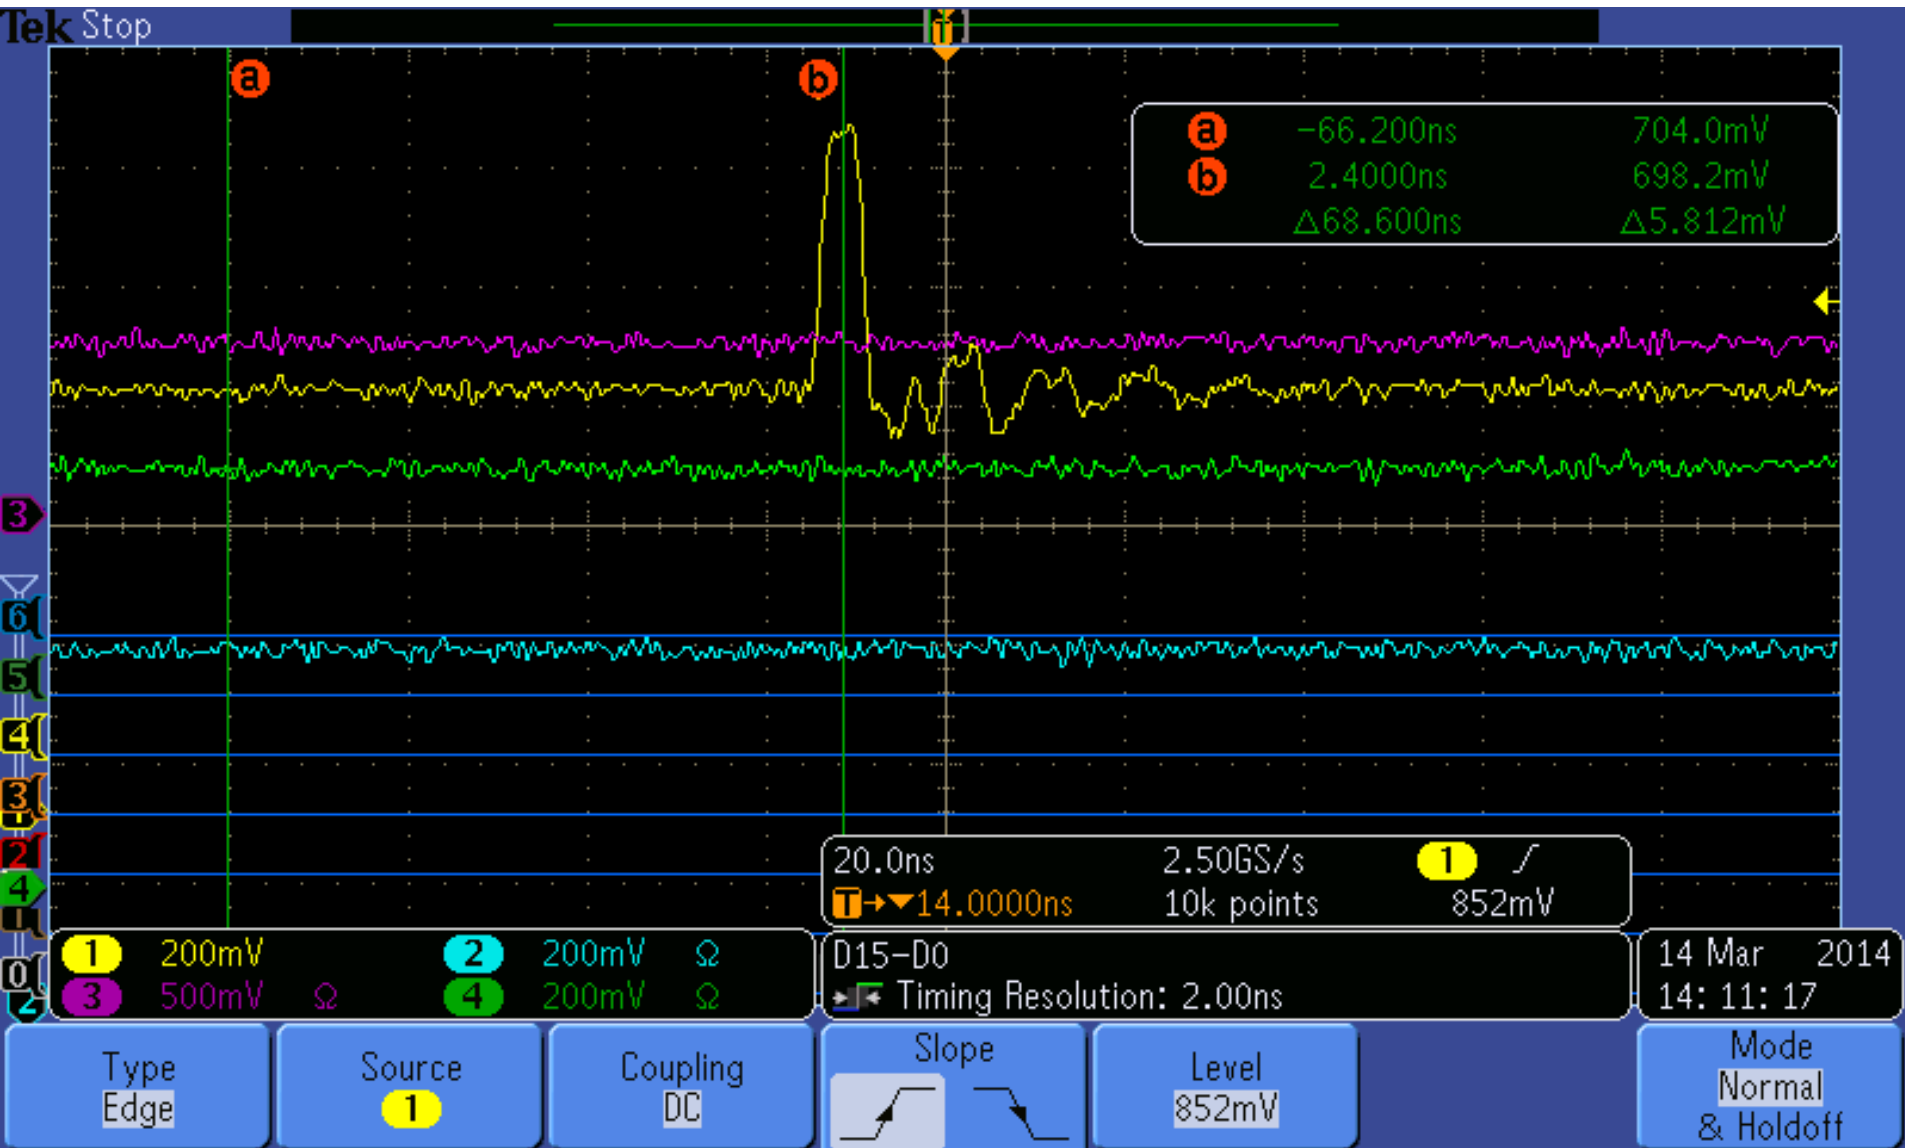 Tek Stop
T
a b
a -66.200ns 704.0mV
b 2.4000ns 698.2mV
Δ68.600ns Δ5.812mV
3
6
5
4
3
2
4
1
0
2
20.0ns 2.50GS/s 1
T→▼14.0000ns 10k points 852mV
1 200mV 2 200mV Ω
3 500mV Ω 4 200mV Ω
D15-D0
Timing Resolution: 2.00ns
14 Mar 2014
14: 11: 17
Type
Edge
Source
1
Coupling
DC
Slope
Level
852mV
Mode
Normal
& Holdoff